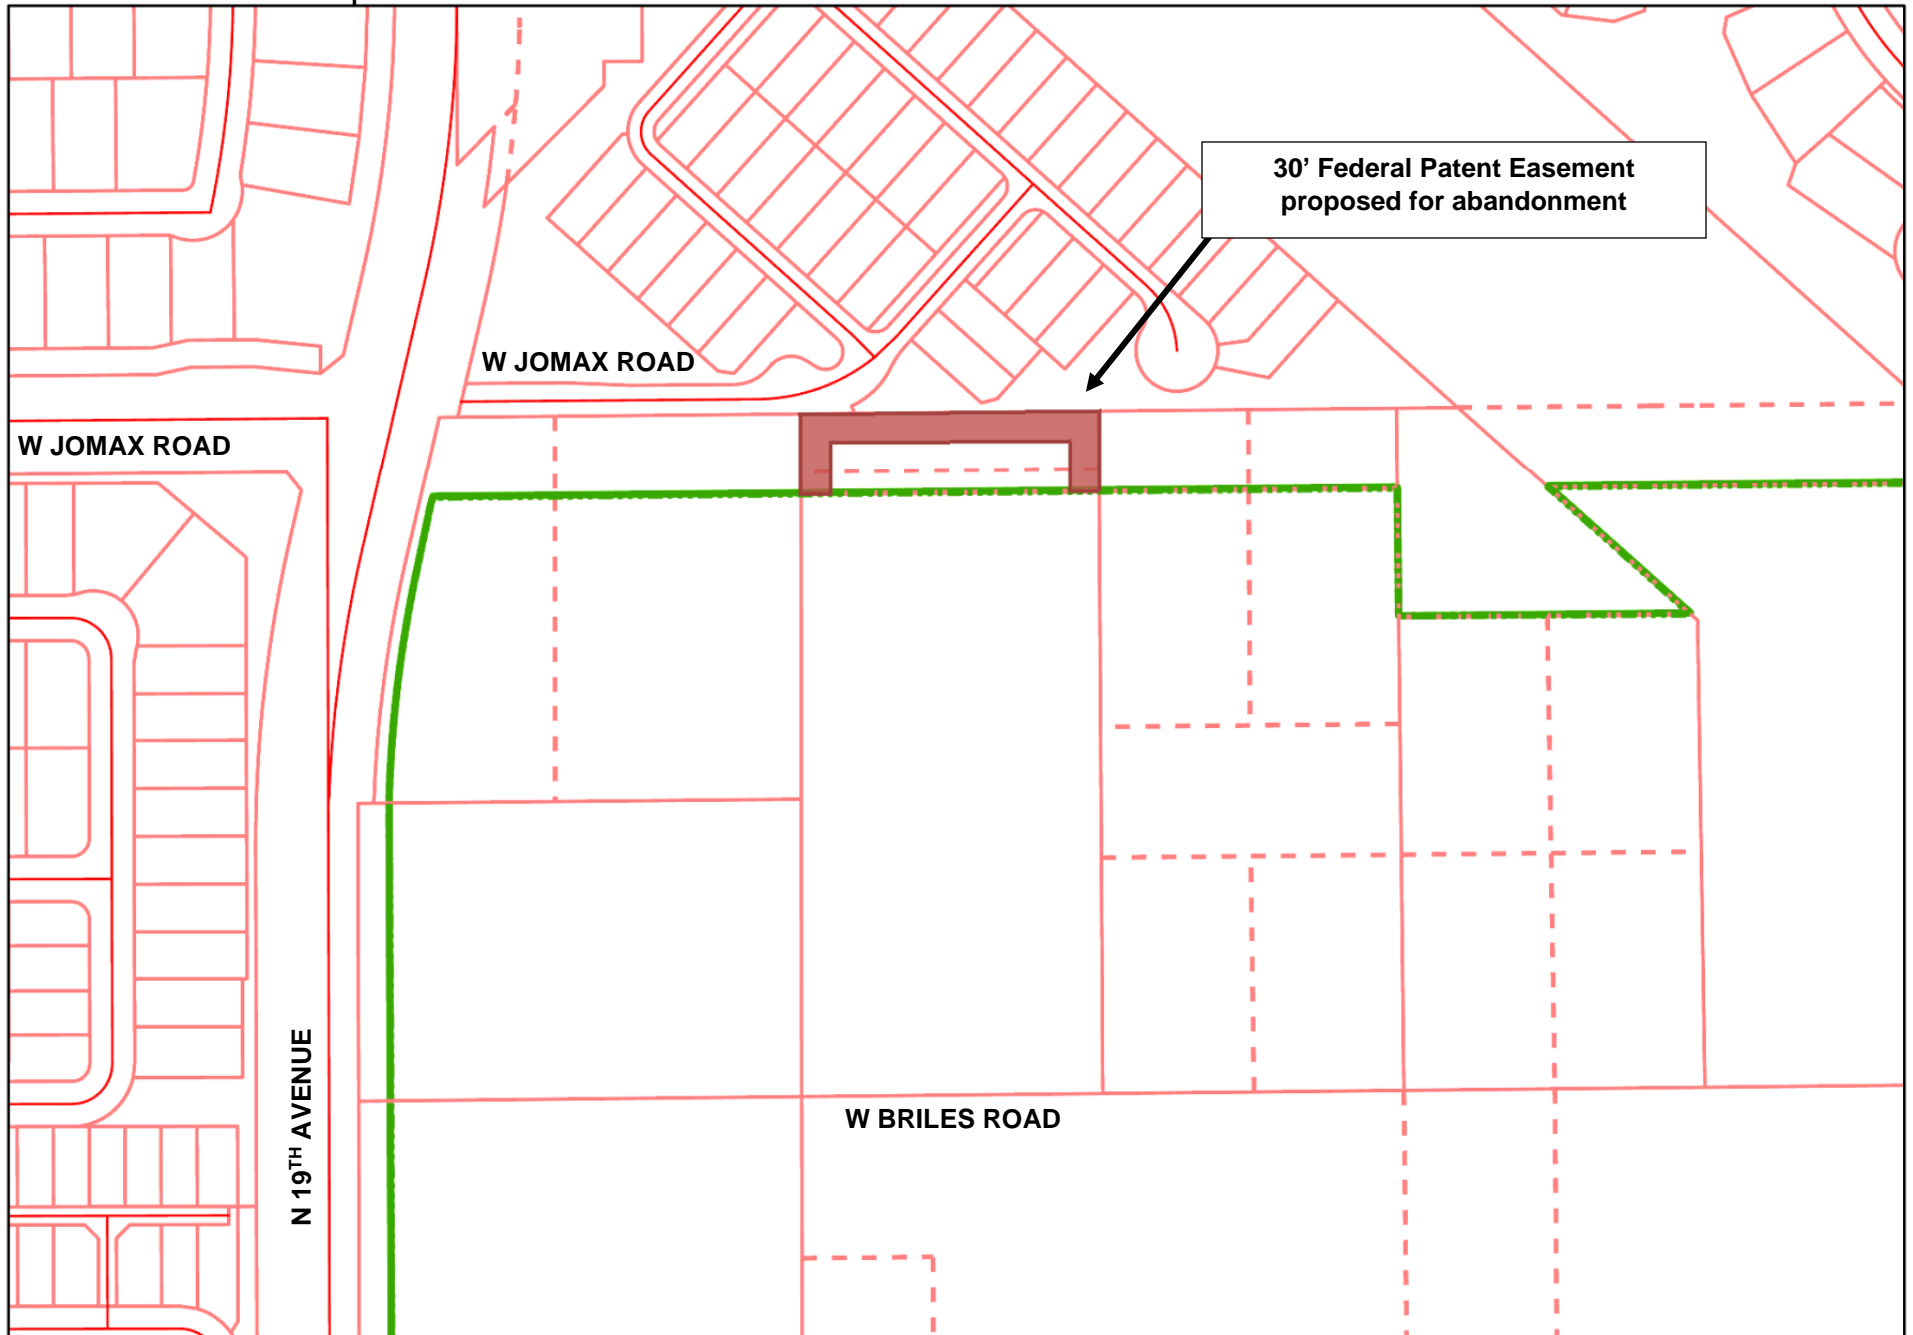 30’ Federal Patent Easement
proposed for abandonment
W JOMAX ROAD
W JOMAX ROAD
N 19TH AVENUE
W BRILES ROAD